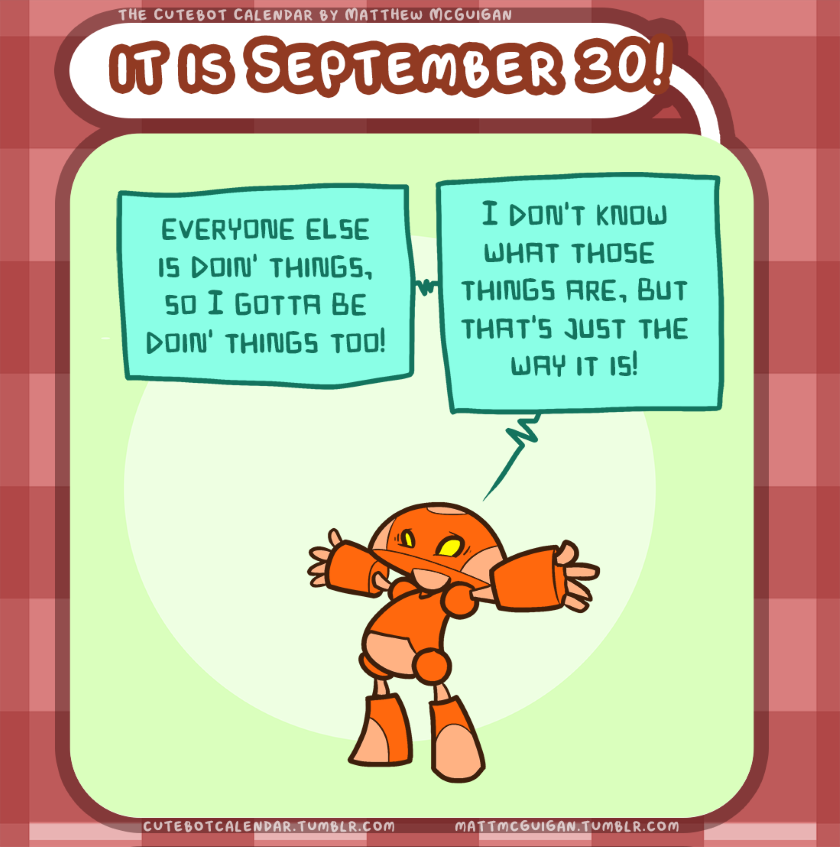 THE CUTEBOT CALENDAR BY MATTHEW MCGUIGAN
IT IS SEPTEMBER 30!
EVERYONE ELSE
IS DOIN' THINGS,
SO I GOTTA BE
DOIN' THINGS TOO!
I DON'T KNOW
WHAT THOSE
THINGS ARE, BUT
THAT'S JUST THE
WAY IT IS!
CUTEBOTCALENDAR.TUMBLR.COM
MATTMCGUIGAN.TUMBLR.COM